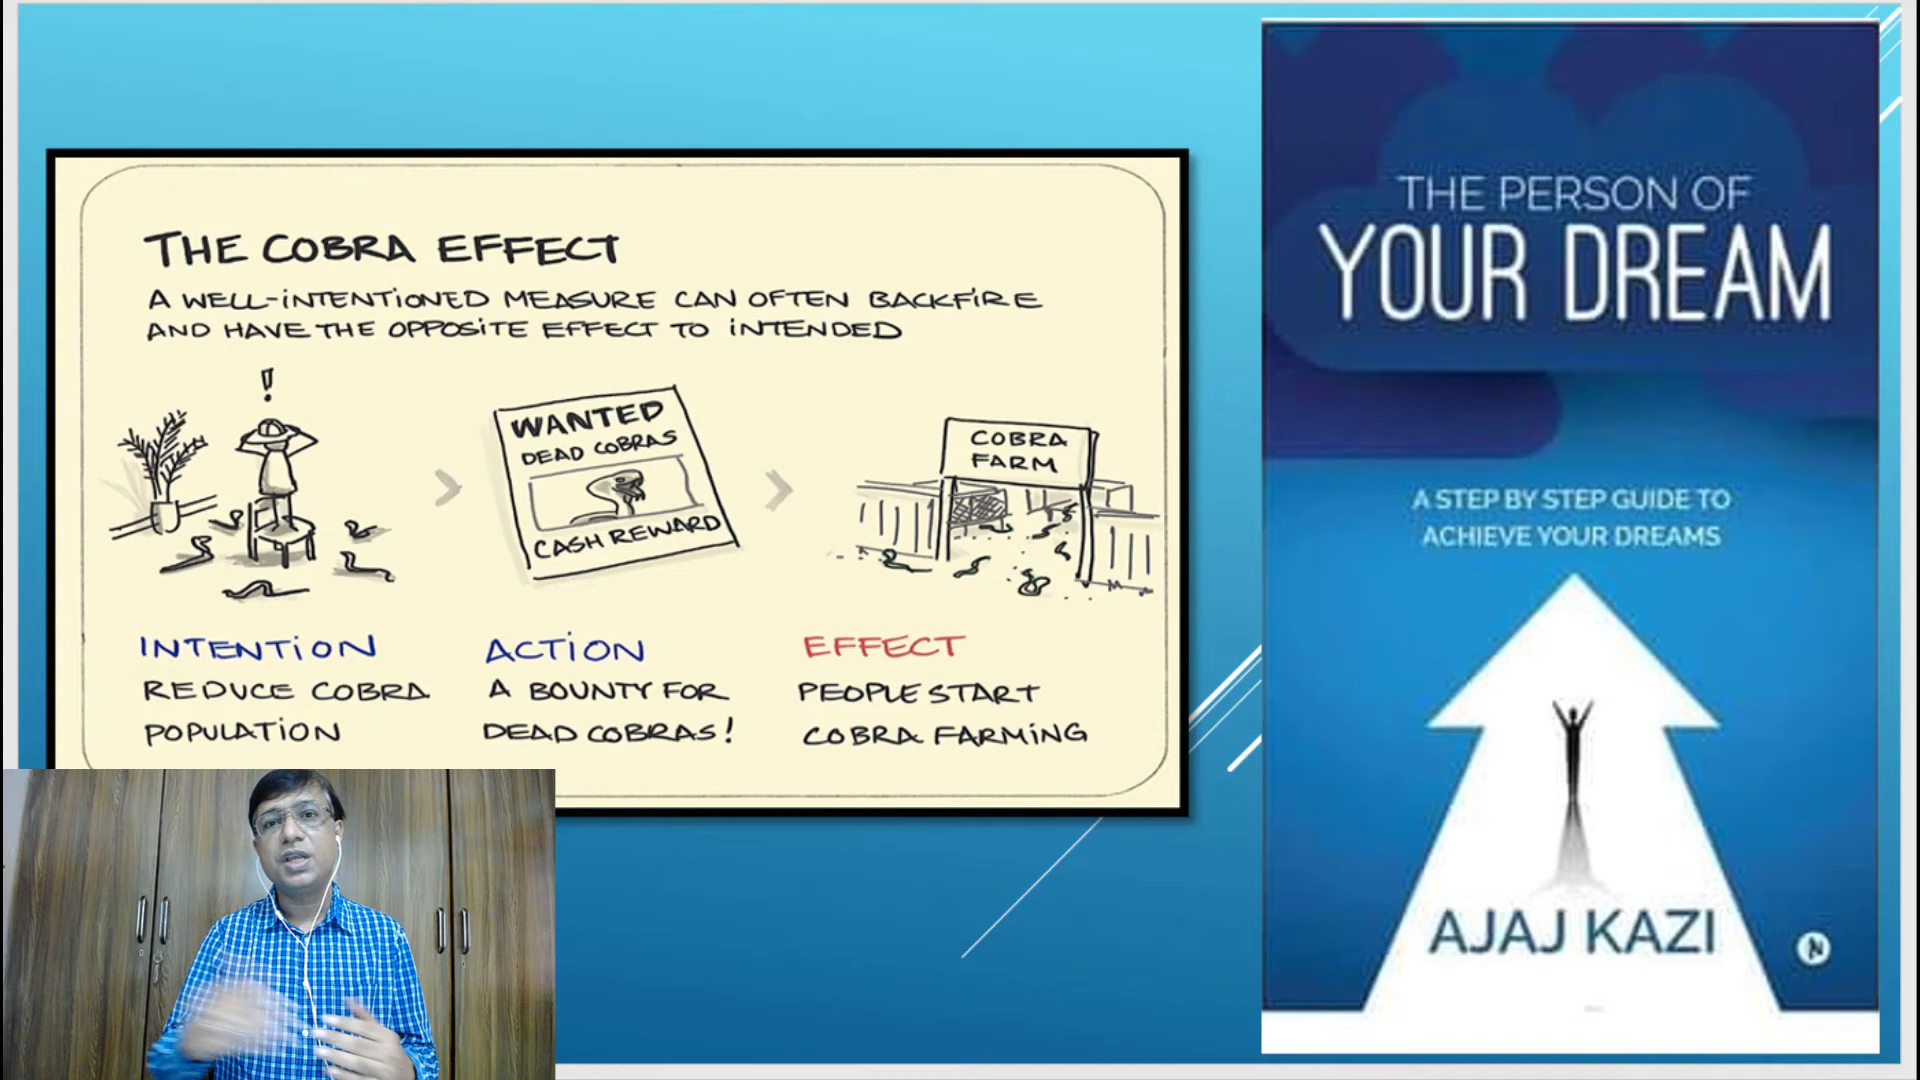 THE COBRA EFFECT
A WELL-INTENTIONED MEASURE CAN OFTEN BACKFIRE
AND HAVE THE OPPOSITE EFFECT TO INTENDED
!
WANTED
DEAD COBRAS
CASH REWARD
COBRA
FARM
INTENTION
REDUCE COBRA
POPULATION
ACTION
A BOUNTY FOR
DEAD COBRAS!
EFFECT
PEOPLE START
COBRA FARMING
THE PERSON OF
YOUR DREAM
A STEP BY STEP GUIDE TO
ACHIEVE YOUR DREAMS
AJAJ KAZI
N